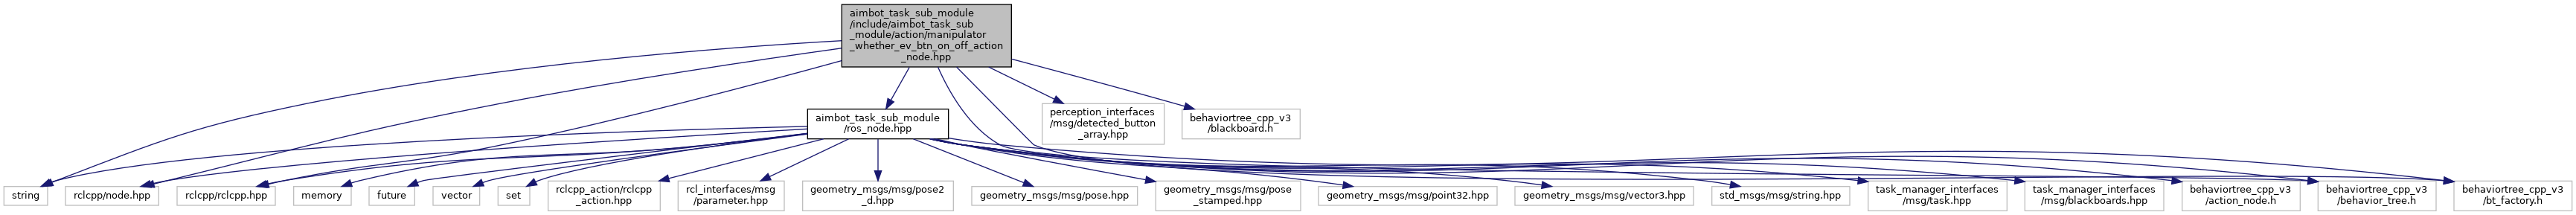 aimbot_task_sub_module
/include/aimbot_task_sub
_module/action/manipulator
_whether_ev_btn_on_off_action
_node.hpp
aimbot_task_sub_module
/ros_node.hpp
perception_interfaces
/msg/detected_button
_array.hpp
behaviortree_cpp_v3
/blackboard.h
string
rclcpp/node.hpp
rclcpp/rclcpp.hpp
memory
future
vector
set
rclcpp_action/rclcpp
_action.hpp
rcl_interfaces/msg
/parameter.hpp
geometry_msgs/msg/pose2
_d.hpp
geometry_msgs/msg/pose.hpp
geometry_msgs/msg/pose
_stamped.hpp
geometry_msgs/msg/point32.hpp
geometry_msgs/msg/vector3.hpp
std_msgs/msg/string.hpp
task_manager_interfaces
/msg/task.hpp
task_manager_interfaces
/msg/blackboards.hpp
behaviortree_cpp_v3
/action_node.h
behaviortree_cpp_v3
/behavior_tree.h
behaviortree_cpp_v3
/bt_factory.h